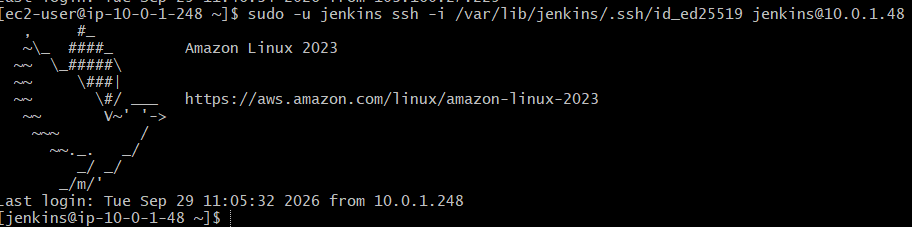 [ec2-user@ip-10-0-1-248 ~]$ sudo -u jenkins ssh -i /var/lib/jenkins/.ssh/id_ed25519 jenkins@10.0.1.48
   ,     #_
   ~\_  ####_        Amazon Linux 2023
  ~~  \_#####\
  ~~     \###|
  ~~       \#/ ___   https://aws.amazon.com/linux/amazon-linux-2023
   ~~       V~' '->
    ~~~         /
      ~~._.   _/
         _/ _/
       _/m/'
Last login: Tue Sep 29 11:05:32 2026 from 10.0.1.248
[jenkins@ip-10-0-1-48 ~]$